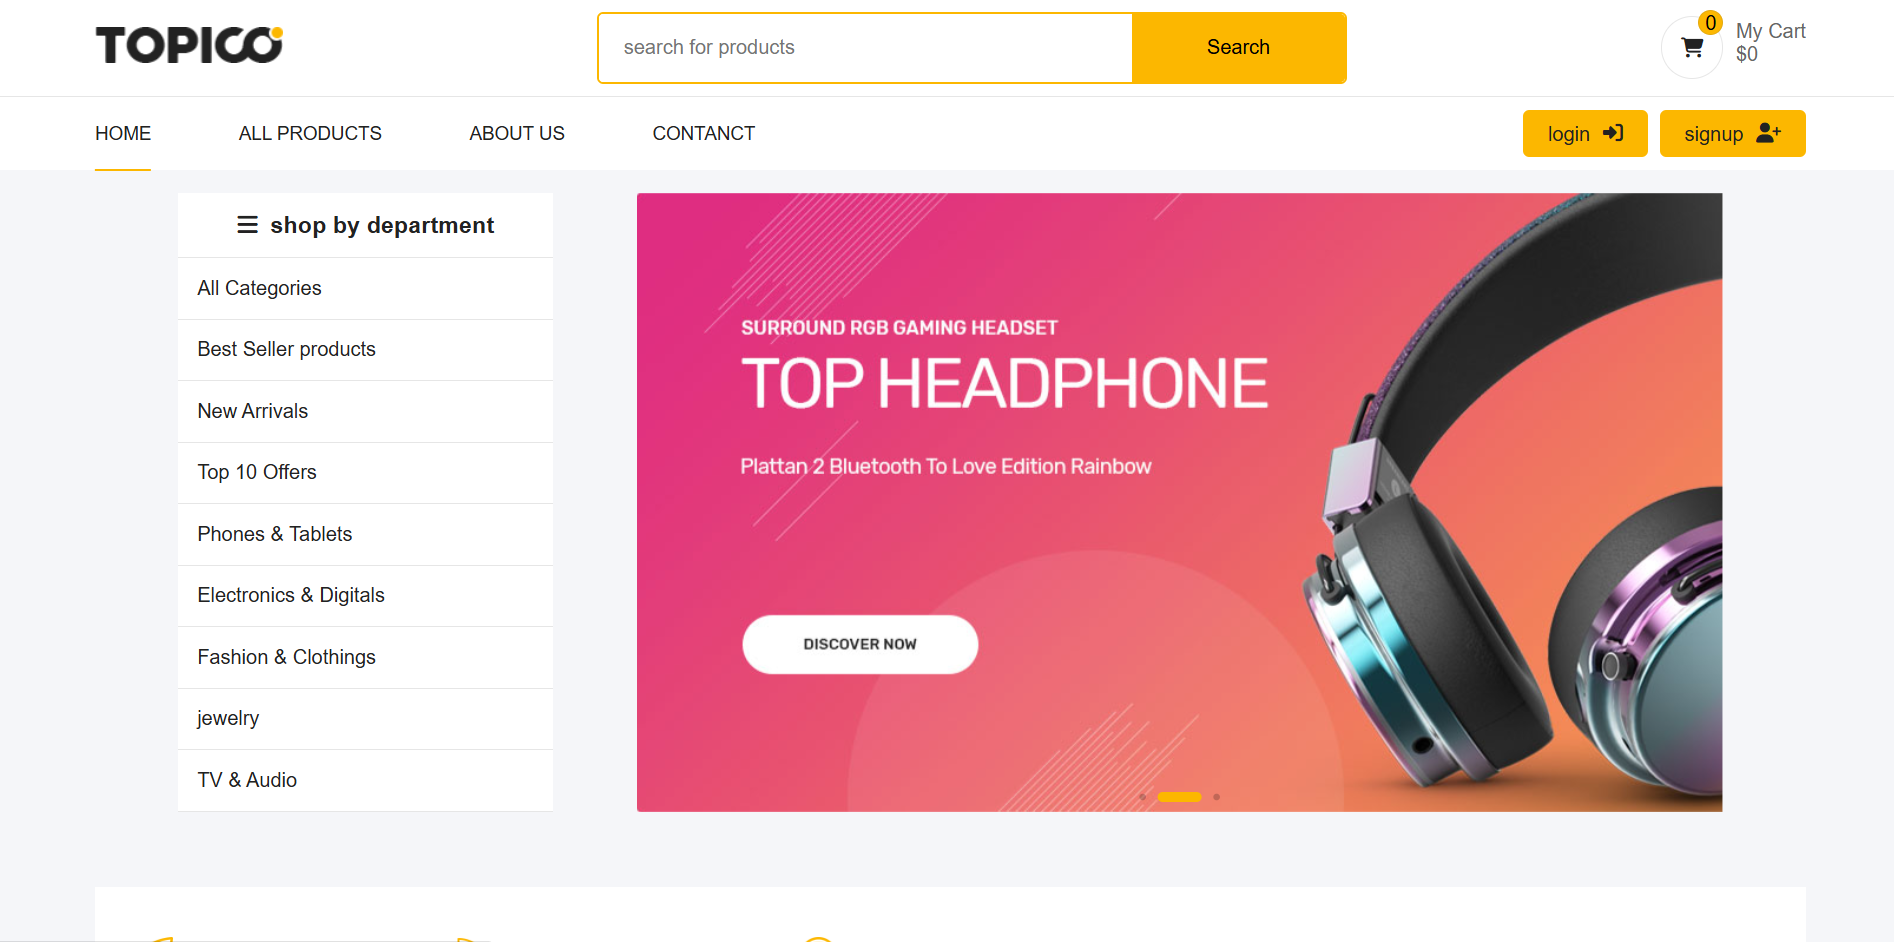 TOPICO
search for products
Search
0
My Cart
$0
HOME
ALL PRODUCTS
ABOUT US
CONTANCT
login
signup
shop by department
All Categories
Best Seller products
New Arrivals
Top 10 Offers
Phones & Tablets
Electronics & Digitals
Fashion & Clothings
jewelry
TV & Audio
SURROUND RGB GAMING HEADSET
TOP HEADPHONE
Plattan 2 Bluetooth To Love Edition Rainbow
DISCOVER NOW